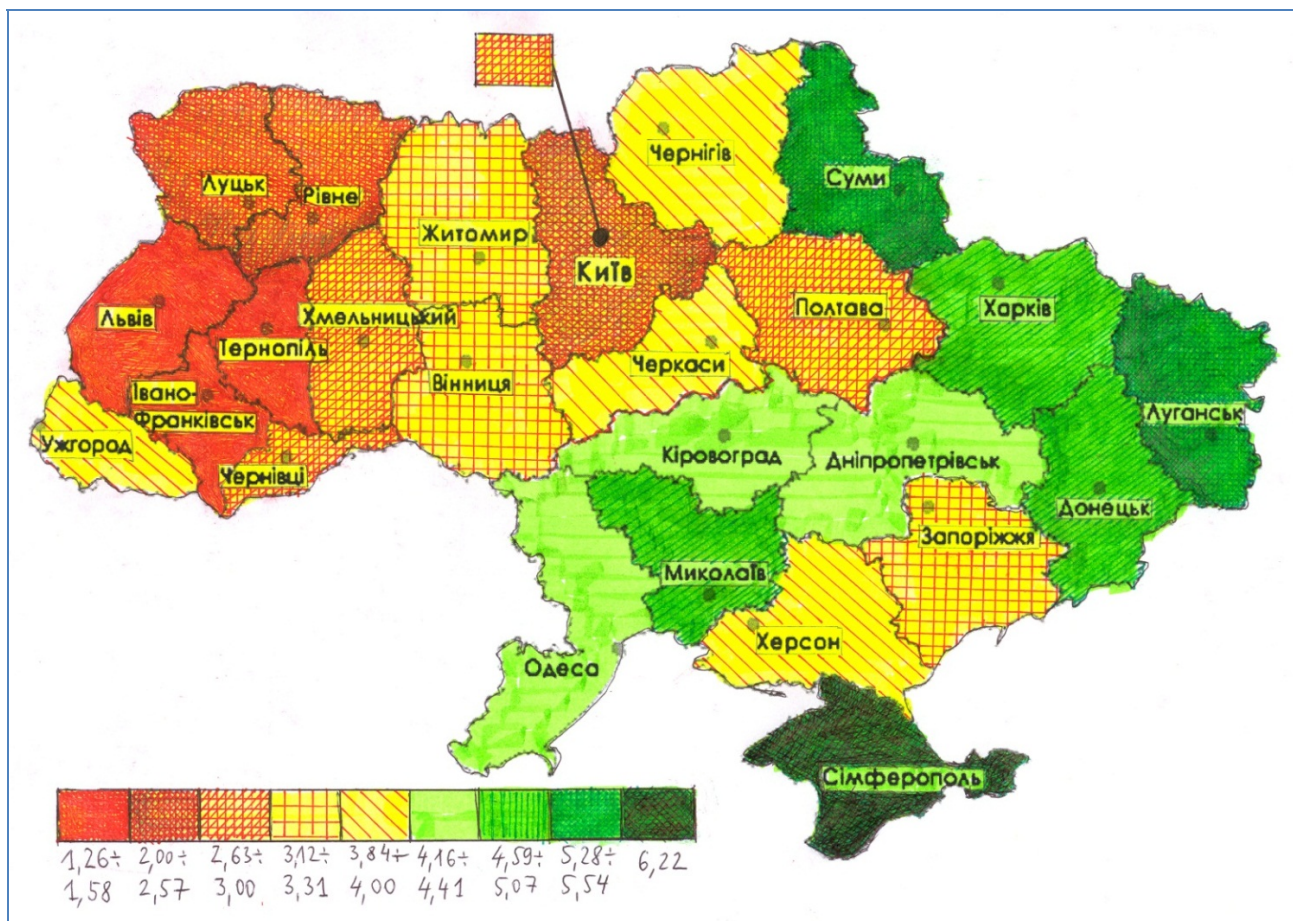 Чернігів
Суми
Луцьк
Рівне
Житомир
Київ
Полтава
Харків
Львів
Тернопіль
Хмельницький
Вінниця
Черкаси
Луганськ
Івано-
Франківськ
Ужгород
Чернівці
Кіровоград
Дніпропетрівськ
Донецьк
Запоріжжя
Миколаїв
Херсон
Одеса
Сімферополь
1,26÷ 2,00÷ 2,63÷ 3,12÷ 3,84÷ 4,16÷ 4,59÷ 5,28÷ 6,22
1,58 2,57 3,00 3,31 4,00 4,41 5,07 5,54